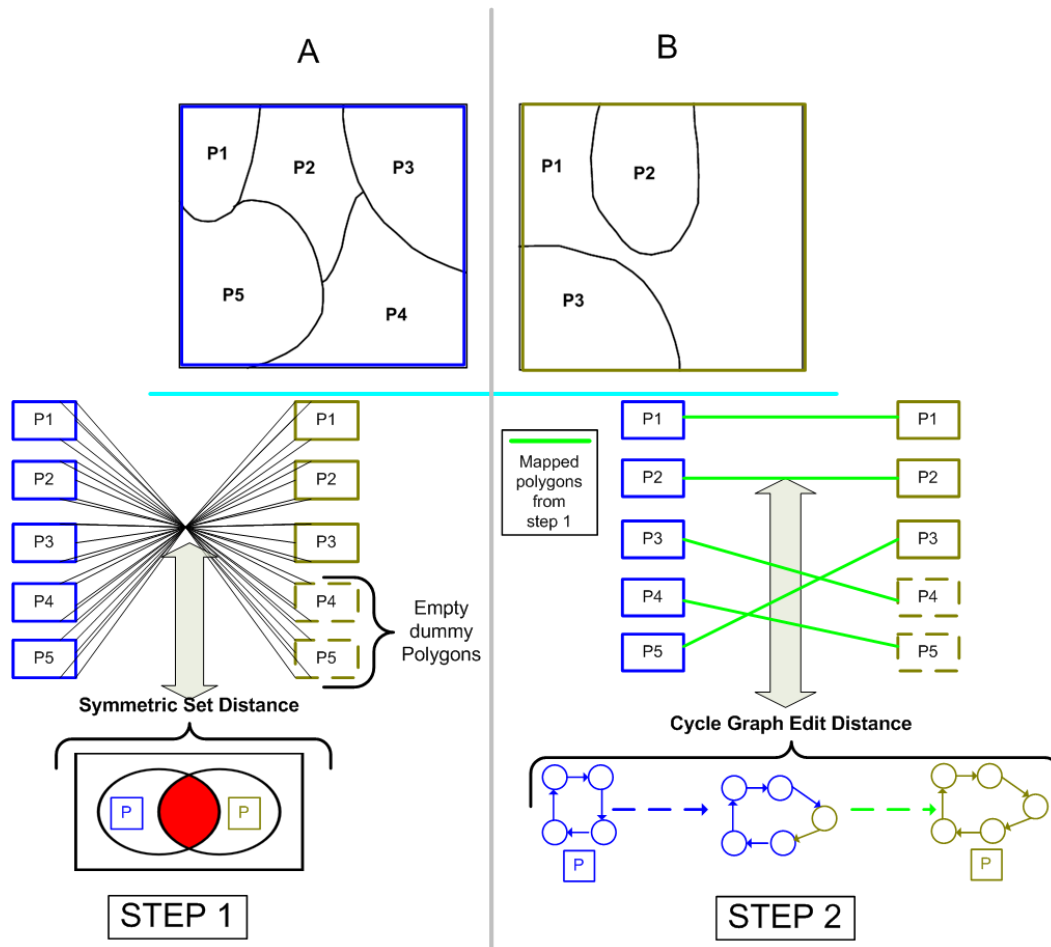 A
B
P1
P2
P3
P5
P4
P1
P2
P3
P1
P2
P3
P4
P5
P1
P2
P3
P4
P5
Empty
dummy
Polygons
Symmetric Set Distance
P
P
STEP 1
Mapped
polygons
from
step 1
P1
P2
P3
P4
P5
P1
P2
P3
P4
P5
Cycle Graph Edit Distance
P
P
STEP 2